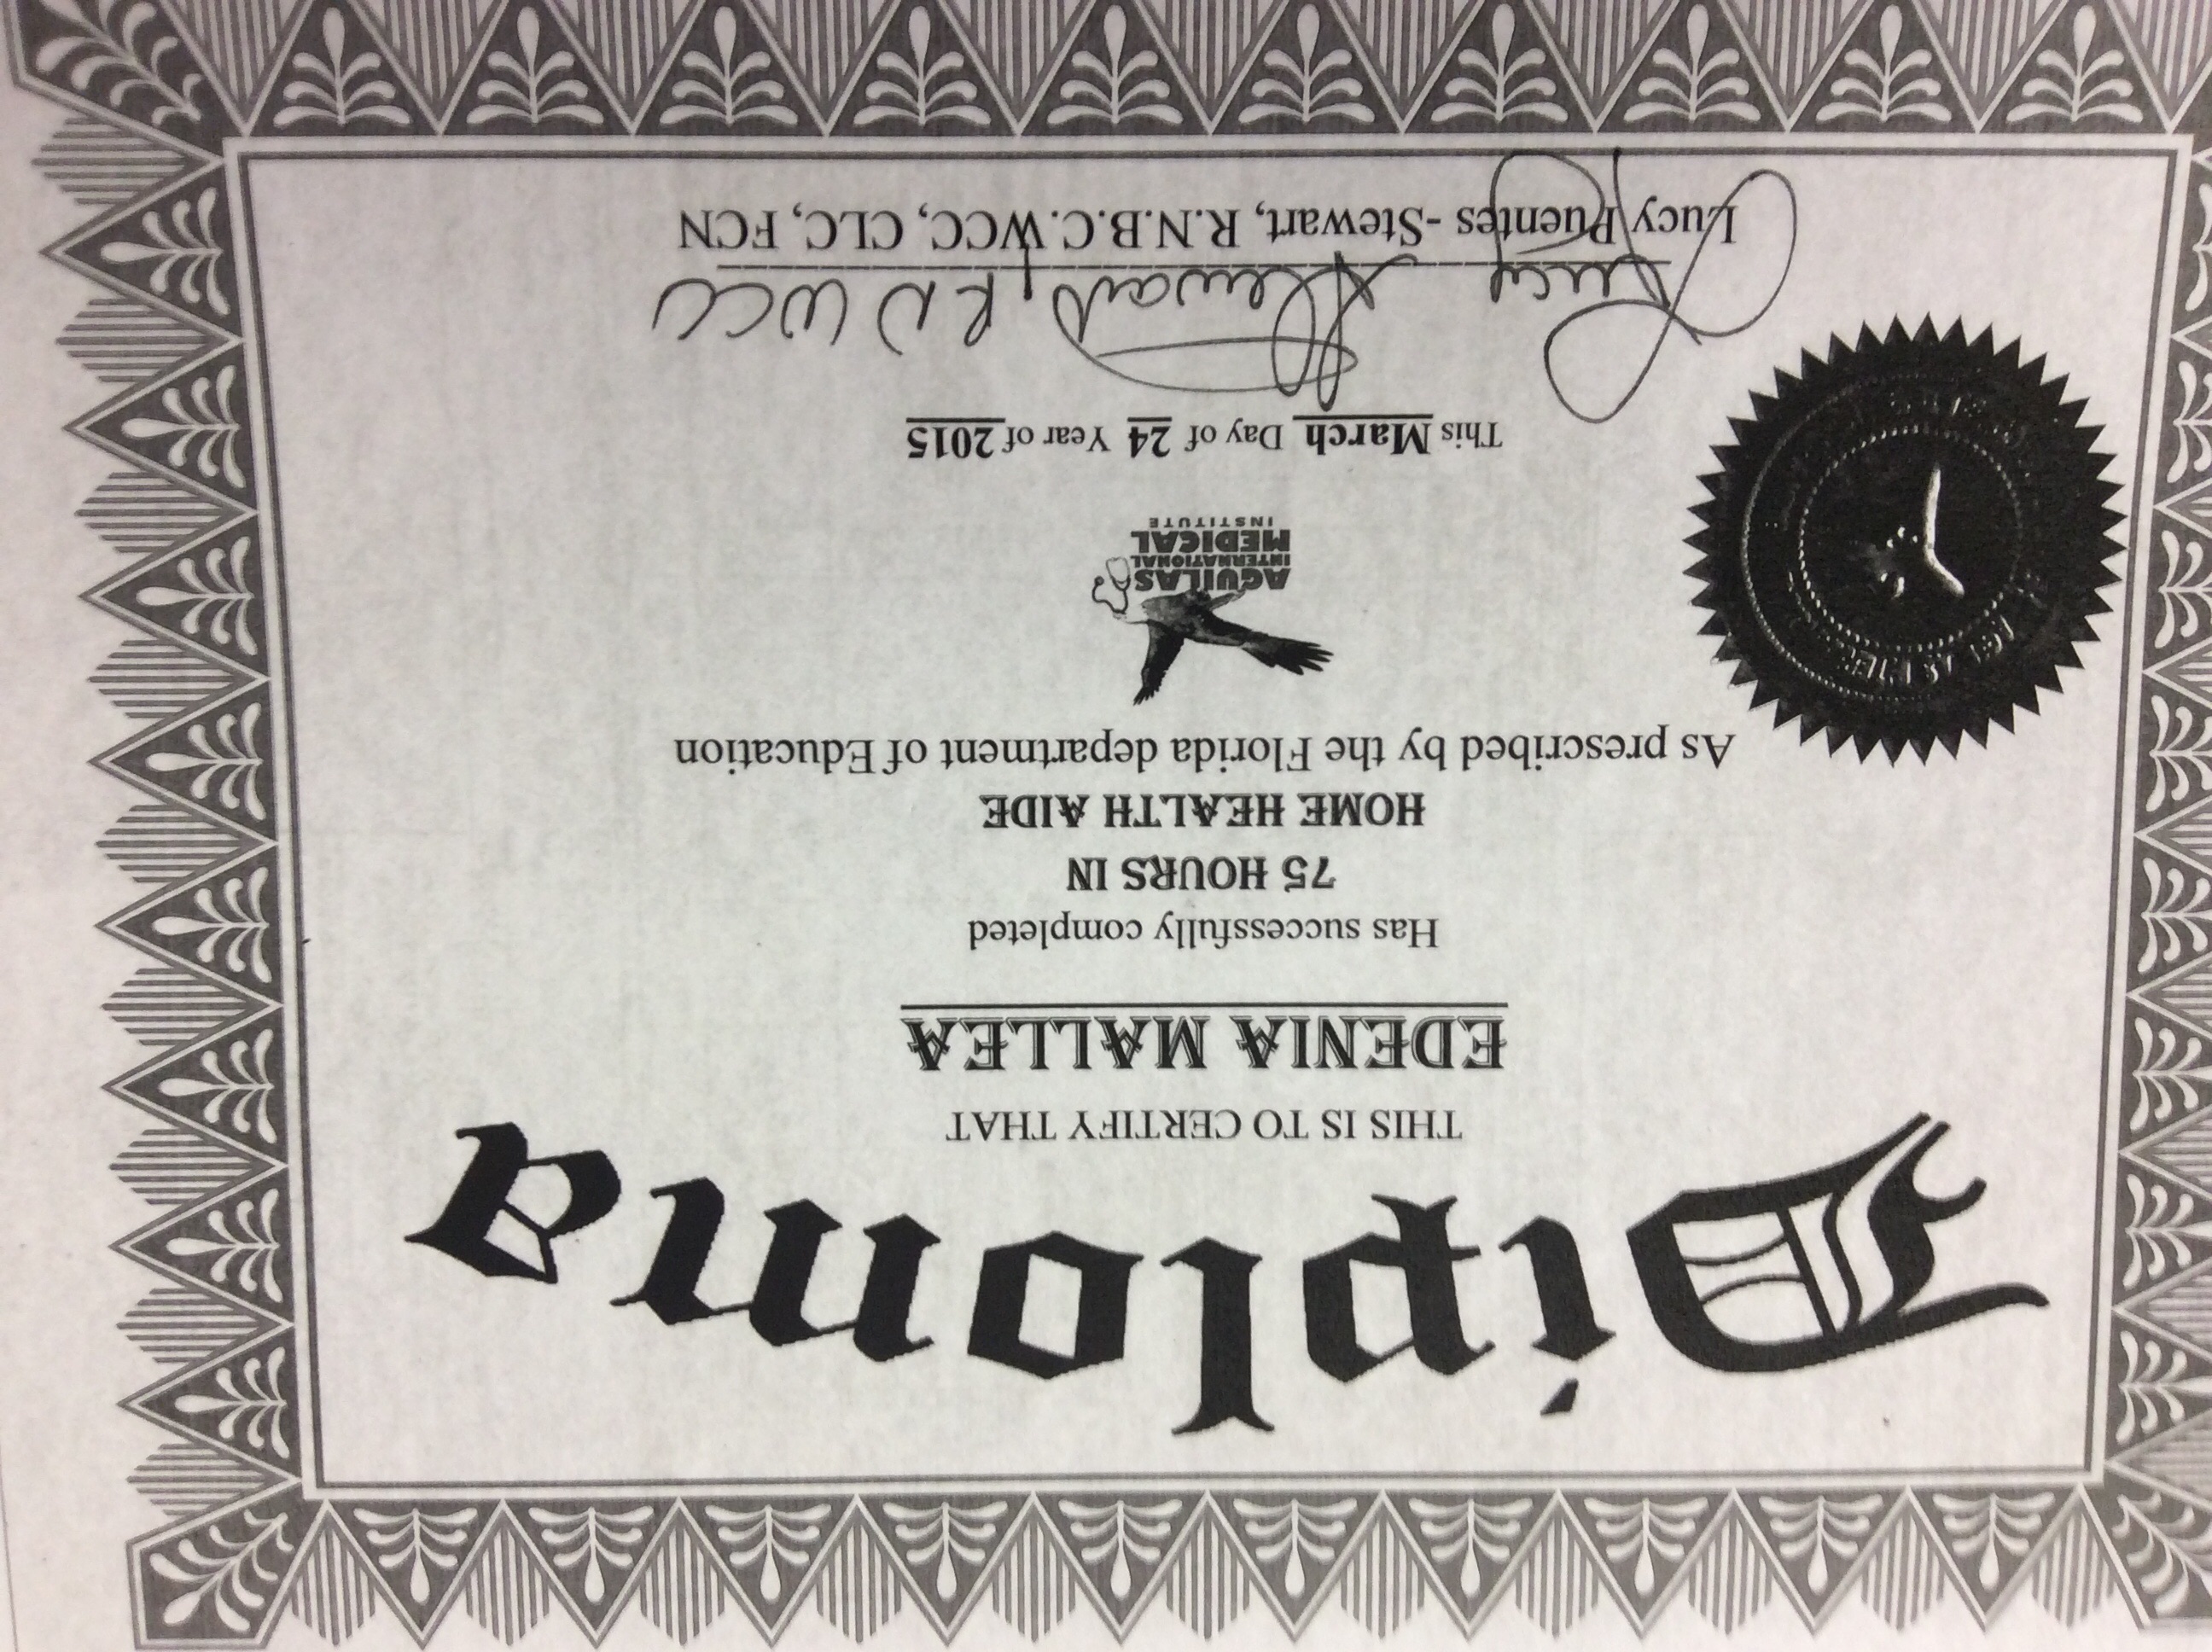 Diploma
THIS IS TO CERTIFY THAT
EDENIA MALLEA
Has successfully completed
75 HOURS IN
HOME HEALTH AIDE
As prescribed by the Florida department of Education
AGUILAS
INTERNATIONAL
MEDICAL
INSTITUTE
This March Day of 24 Year of 2015
Lucy Stewart, RN WCC
Lucy Puentes -Stewart, R.N.B.C.WCC, CLC, FCN